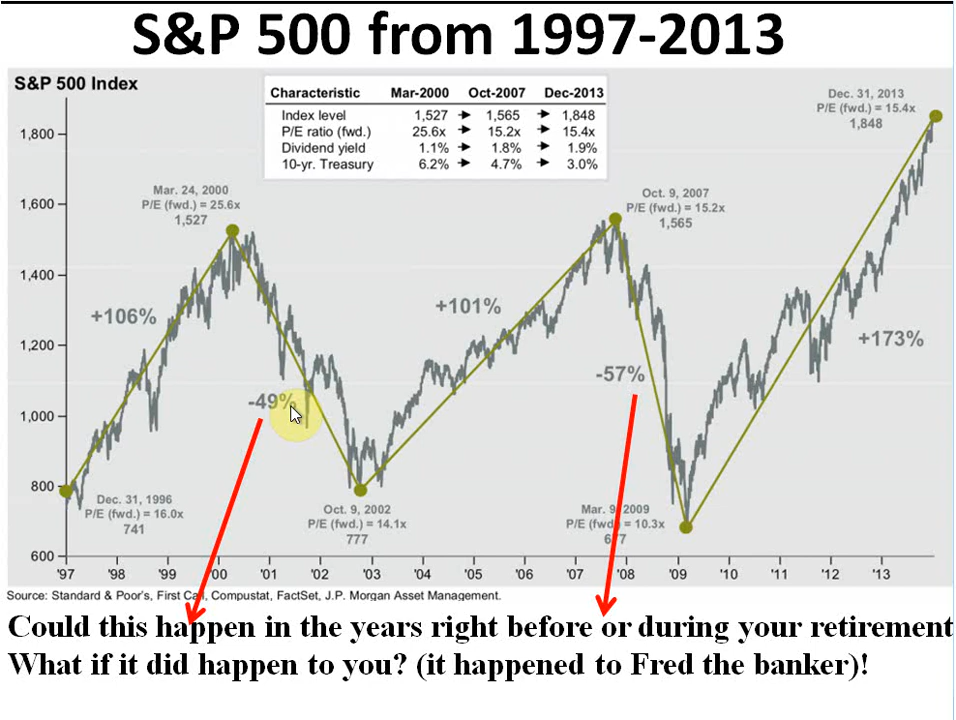 S&P 500 from 1997-2013
S&P 500 Index
Characteristic Mar-2000 Oct-2007 Dec-2013
Index level 1,527 1,565 1,848
P/E ratio (fwd.) 25.6x 15.2x 15.4x
Dividend yield 1.1% 1.8% 1.9%
10-yr. Treasury 6.2% 4.7% 3.0%
Dec. 31, 2013
P/E (fwd.) = 15.4x
1,848
1,800
Mar. 24, 2000
P/E (fwd.) = 25.6x
1,527
Oct. 9, 2007
P/E (fwd.) = 15.2x
1,565
1,600
1,400
+106%
+101%
+173%
1,200
-49%
-57%
1,000
800
Dec. 31, 1996
P/E (fwd.) = 16.0x
741
Oct. 9, 2002
P/E (fwd.) = 14.1x
777
Mar. 9, 2009
P/E (fwd.) = 10.3x
600
'97 '98 '99 '00 '01 '02 '03 '04 '05 '06 '07 '08 '09 '10 '11 '12 '13
Source: Standard & Poor's, First Call, Compustat, FactSet, J.P. Morgan Asset Management.
Could this happen in the years right before or during your retirement
What if it did happen to you? (it happened to Fred the banker)!